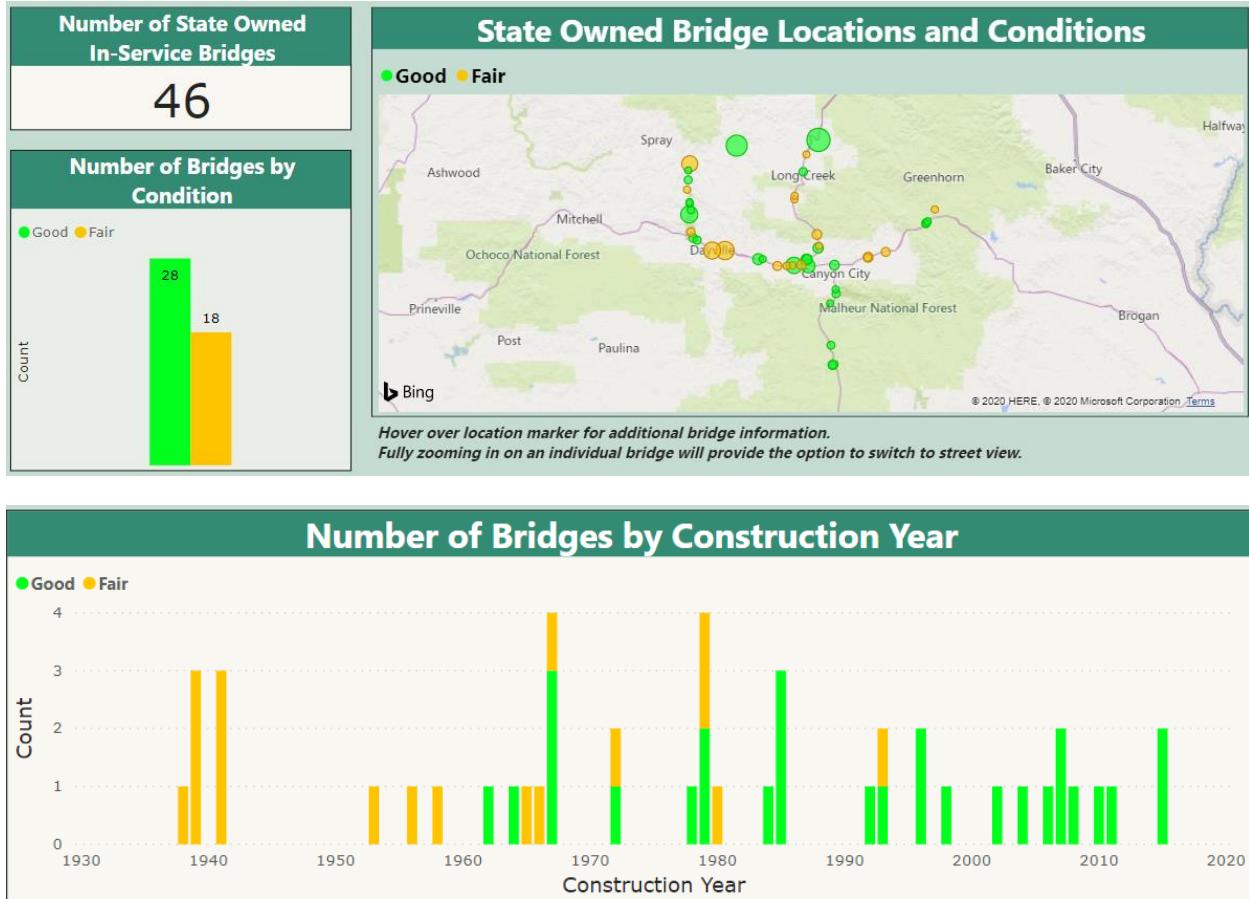 Number of State Owned
In-Service Bridges
46
Number of Bridges by
Condition
Good Fair
28
18
Count
State Owned Bridge Locations and Conditions
Good Fair
Spray
Halfway
Ashwood
Long Creek
Greenhorn
Baker City
Mitchell
Ochoco National Forest
Dayville
Canyon City
Prineville
Malheur National Forest
Brogan
Post
Paulina
Bing
© 2020 HERE, © 2020 Microsoft Corporation Terms
Hover over location marker for additional bridge information.
Fully zooming in on an individual bridge will provide the option to switch to street view.
Number of Bridges by Construction Year
Good Fair
4
3
2
1
0
Count
1930 1940 1950 1960 1970 1980 1990 2000 2010 2020
Construction Year